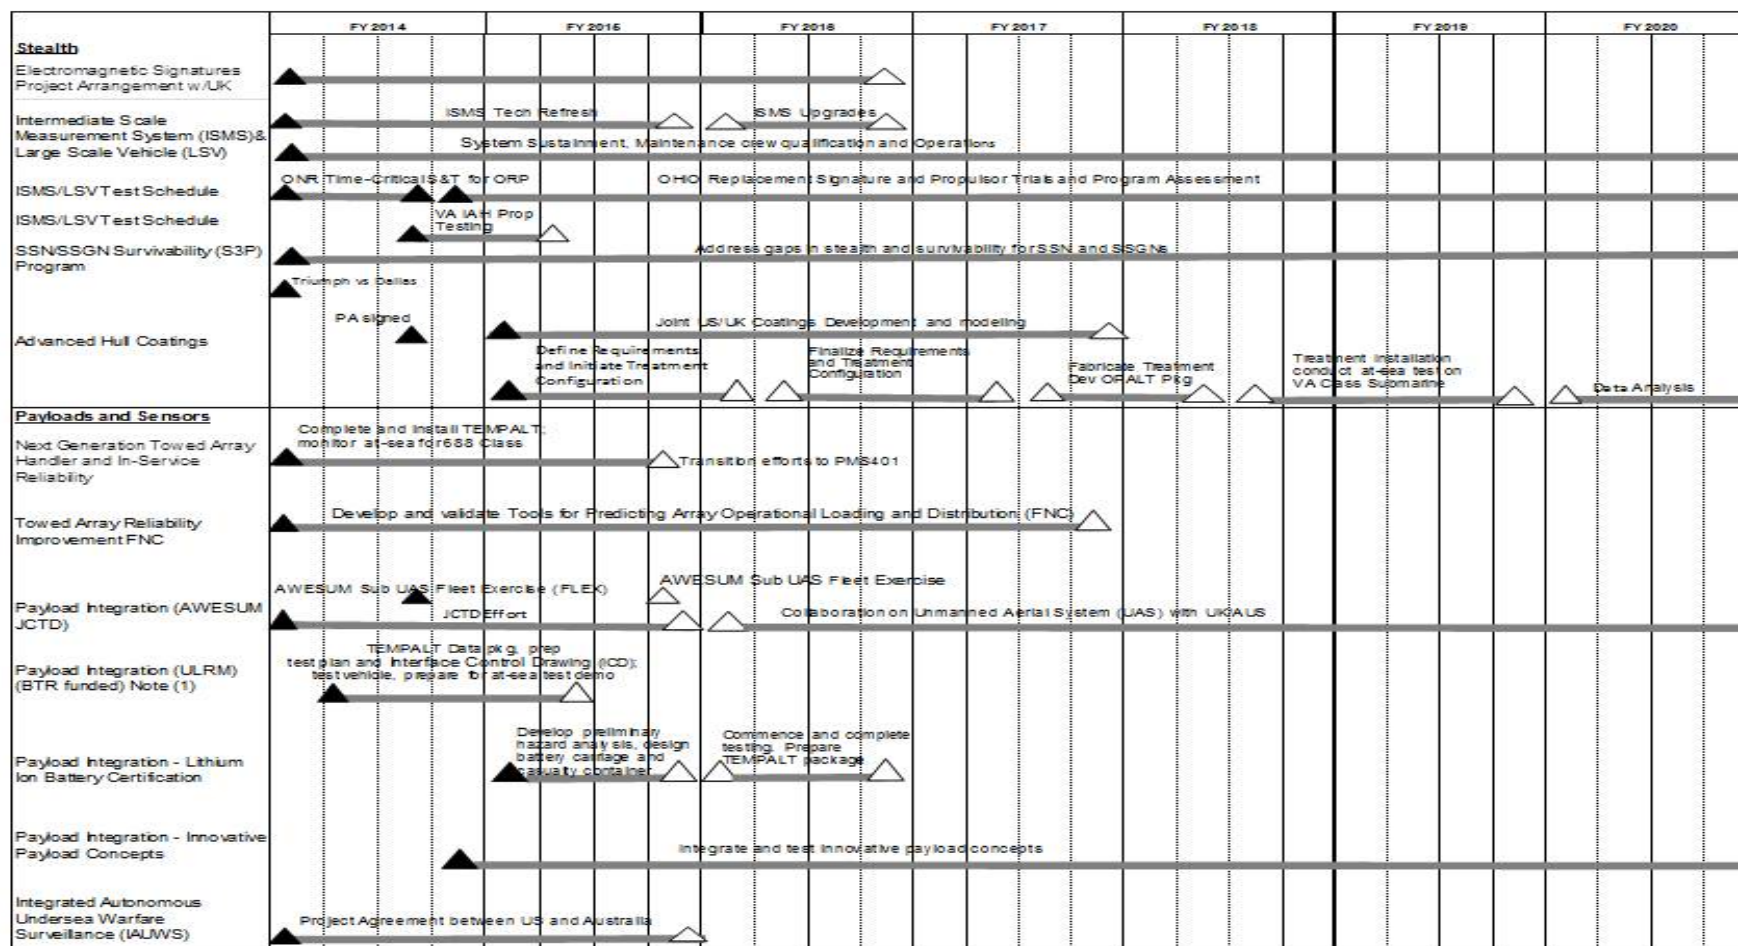 FY 2014 FY 2015 FY 2016 FY 2017 FY 2018 FY 2019 FY 2020
Stealth
Electromagnetic Signatures
Project Arrangement w/UK
Intermediate Scale
Measurement System (ISMS)&
Large Scale Vehicle (LSV)
ISMS Tech Refresh
ISMS Upgrades
System Sustainment, Maintenance crew qualification and Operations
ISMS/LSV Test Schedule
ONR Time-Critical S&T for ORP
OHIO Replacement Signature and Propulsor Trials and Program Assessment
ISMS/LSV Test Schedule
VA IAH Prop
Testing
SSN/SSGN Survivability (S3P)
Program
Address gaps in stealth and survivability for SSN and SSGNs
Triumph vs Dallas
Advanced Hull Coatings
PA signed
Joint US/UK Coatings Development and modeling
Define Requirements
and Initiate Treatment
Configuration
Finalize Requirements
and Treatment
Configuration
Fabricate Treatment
Dev OPALT Pkg
Treatment Installation
conduct at-sea test on
VA Class Submarine
Data Analysis
Payloads and Sensors
Next Generation Towed Array
Handler and In-Service
Reliability
Complete and Install TEMPALT;
monitor at-sea for 688 Class
Transition efforts to PMS401
Towed Array Reliability
Improvement FNC
Develop and validate Tools for Predicting Array Operational Loading and Distribution (FNC)
Payload Integration (AWESUM
JCTD)
AWESUM Sub UAS Fleet Exercise (FLEX)
AWESUM Sub UAS Fleet Exercise
JCTD Effort
Collaboration on Unmanned Aerial System (UAS) with UK/AUS
Payload Integration (ULRM)
(BTR funded) Note (1)
TEMPALT Data pkg, prep
test plan and Interface Control Drawing (ICD);
test vehicle, prepare for at-sea test demo
Payload Integration - Lithium
Ion Battery Certification
Develop preliminary
hazard analysis, design
battery carriage and
casualty container
Commence and complete
testing. Prepare
TEMPALT package
Payload Integration - Innovative
Payload Concepts
Integrate and test innovative payload concepts
Integrated Autonomous
Undersea Warfare
Surveillance (IAUWS)
Project Agreement between US and Australia